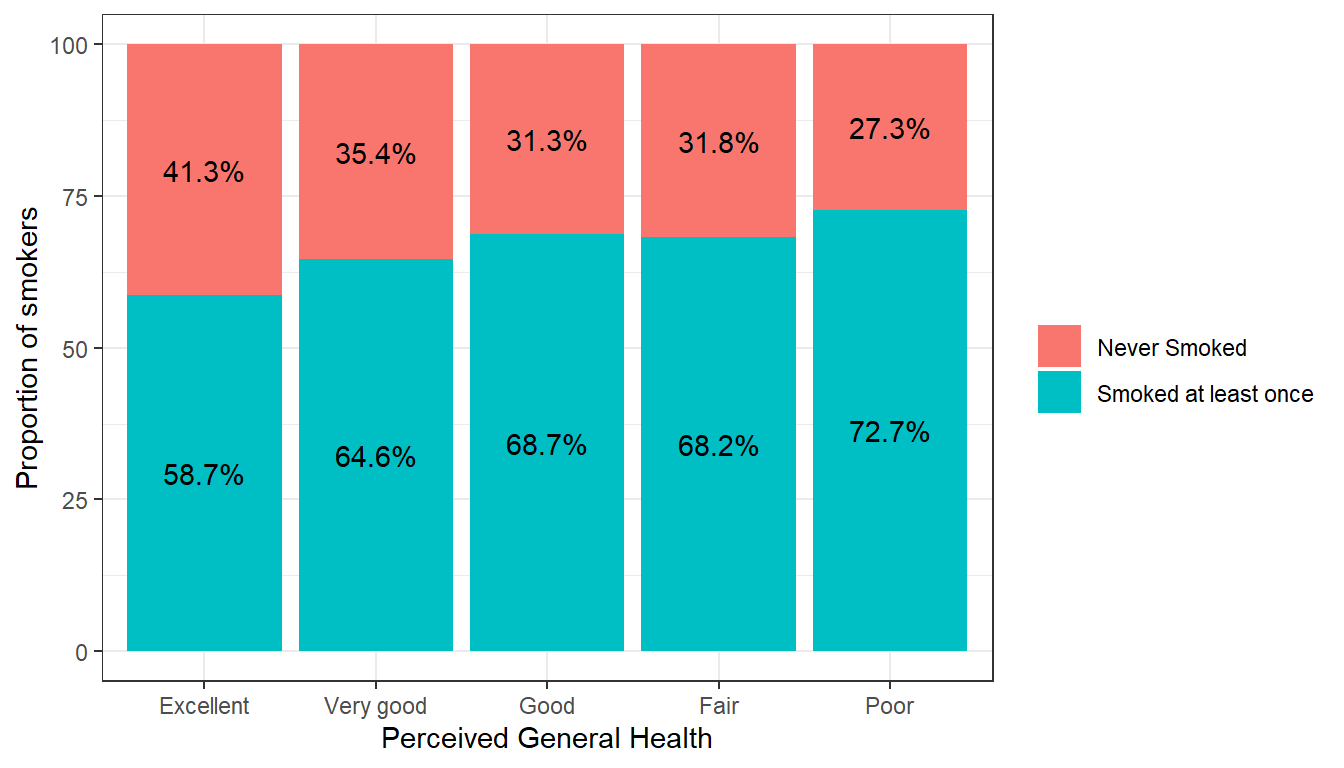 100
75
50
25
0
Proportion of smokers
41.3%
35.4%
31.3%
31.8%
27.3%
58.7%
64.6%
68.7%
68.2%
72.7%
Excellent
Very good
Good
Fair
Poor
Perceived General Health
Never Smoked
Smoked at least once